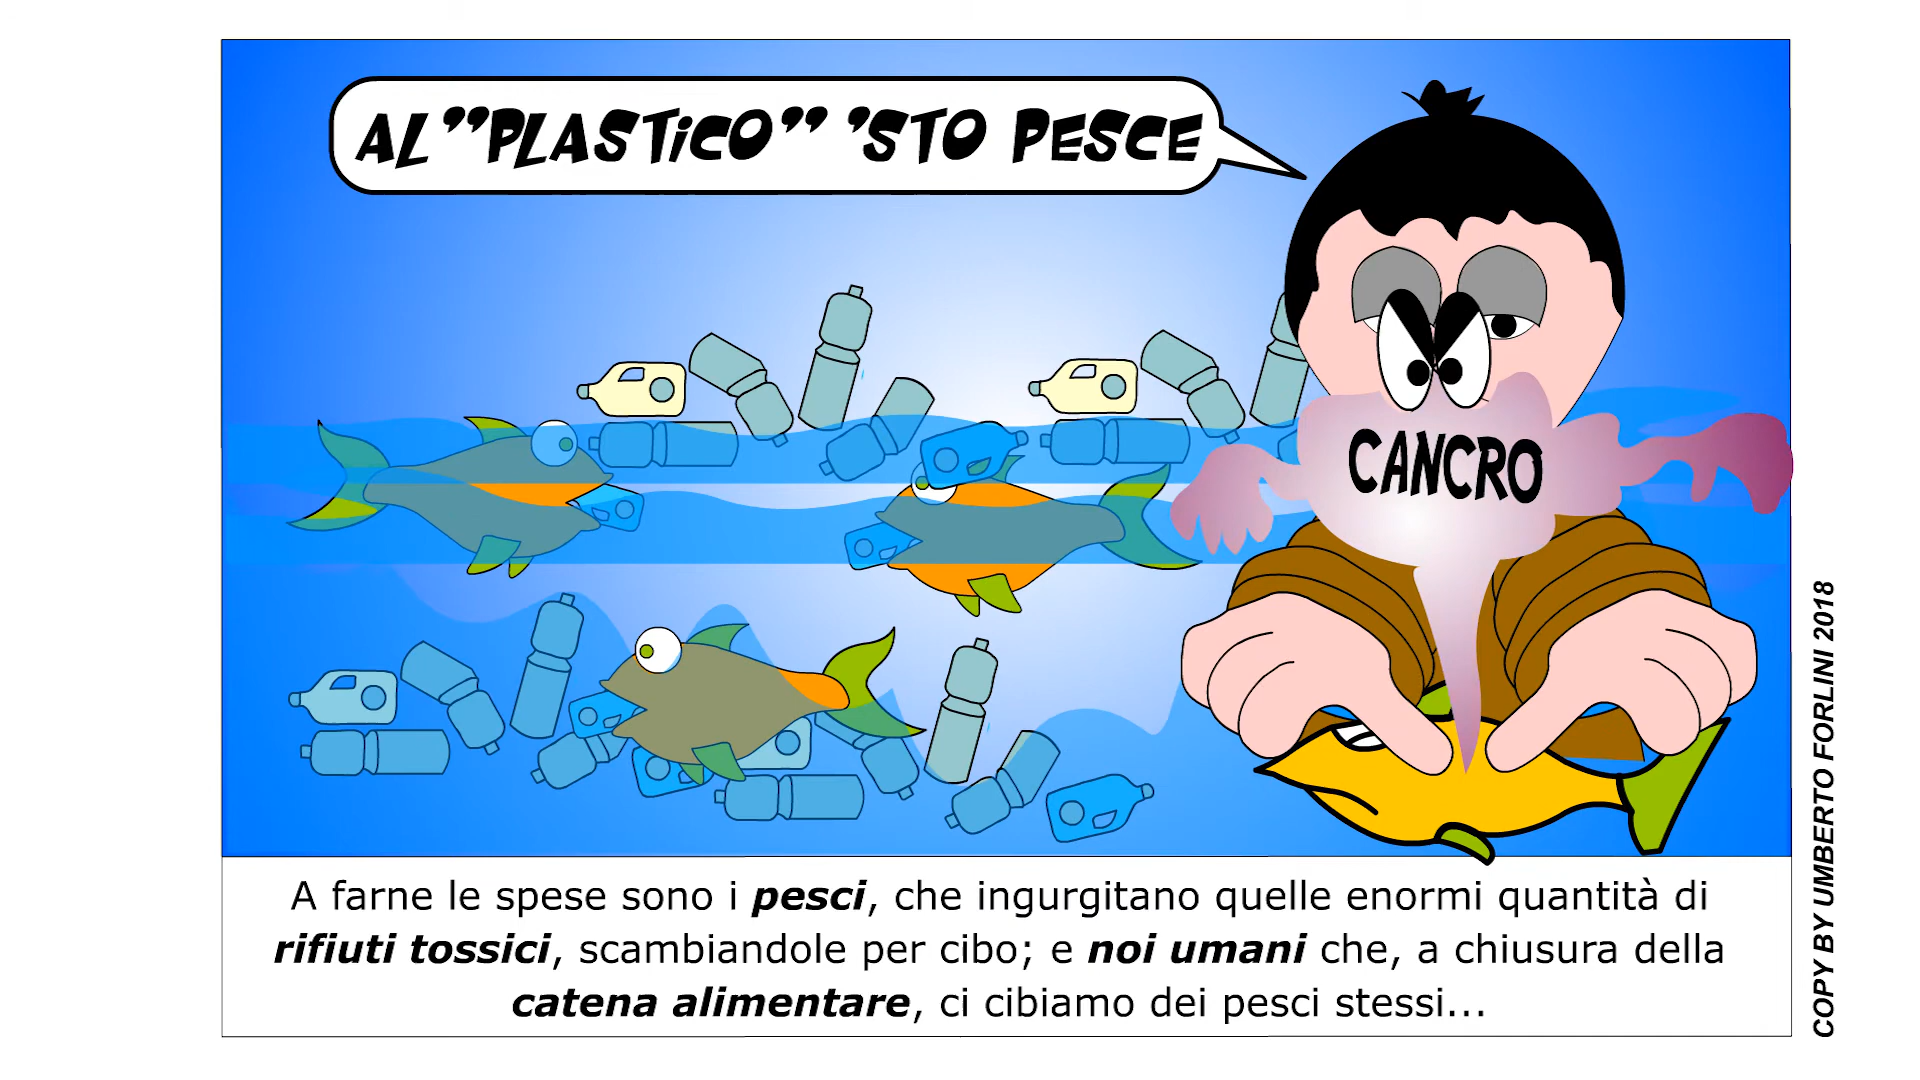 AL "PLASTiCO" 'STO PESCE
CANCRO
A farne le spese sono i pesci, che ingurgitano quelle enormi quantità di
rifiuti tossici, scambiandole per cibo; e noi umani che, a chiusura della
catena alimentare, ci cibiamo dei pesci stessi...
COPY BY UMBERTO FORLINI 2018